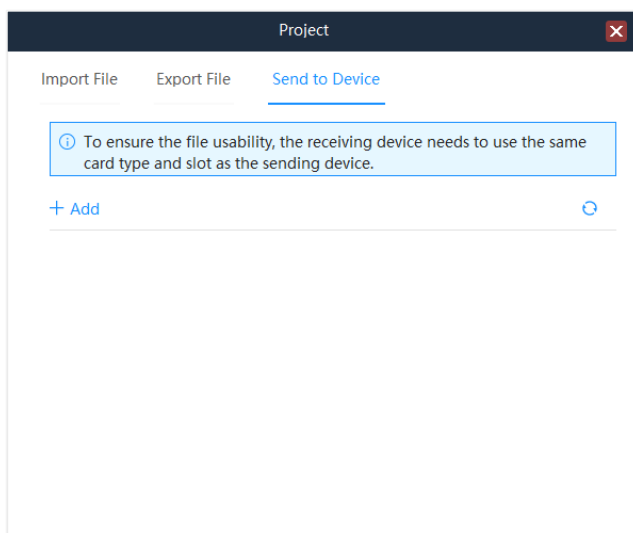 Project
Import File Export File Send to Device
To ensure the file usability, the receiving device needs to use the same
card type and slot as the sending device.
+ Add